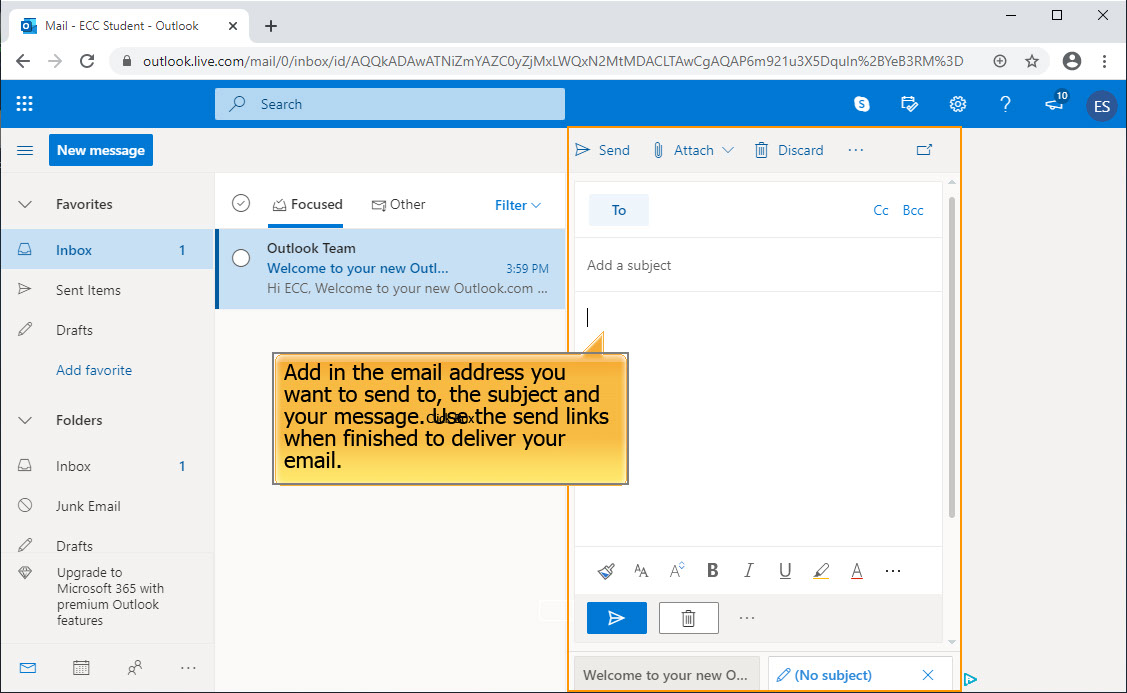 Mail - ECC Student - Outlook
outlook.live.com/mail/0/inbox/id/AQQkADAwATNiZmYAZC0yZjMxLWQxN2MtMDACLTAwCgAQAP6m921u3X5DquIn%2BYeB3RM%3D
Search
10
ES
New message
Send
Attach
Discard
Favorites
Inbox 1
Sent Items
Drafts
Add favorite
Folders
Inbox 1
Junk Email
Drafts
Upgrade to
Microsoft 365 with
premium Outlook
features
Focused
Other
Filter
Outlook Team
Welcome to your new Outl... 3:59 PM
Hi ECC, Welcome to your new Outlook.com ...
To
Cc Bcc
Add a subject
Add in the email address you
want to send to, the subject and
your message. Use the send links
when finished to deliver your
email.
Welcome to your new O...
(No subject)